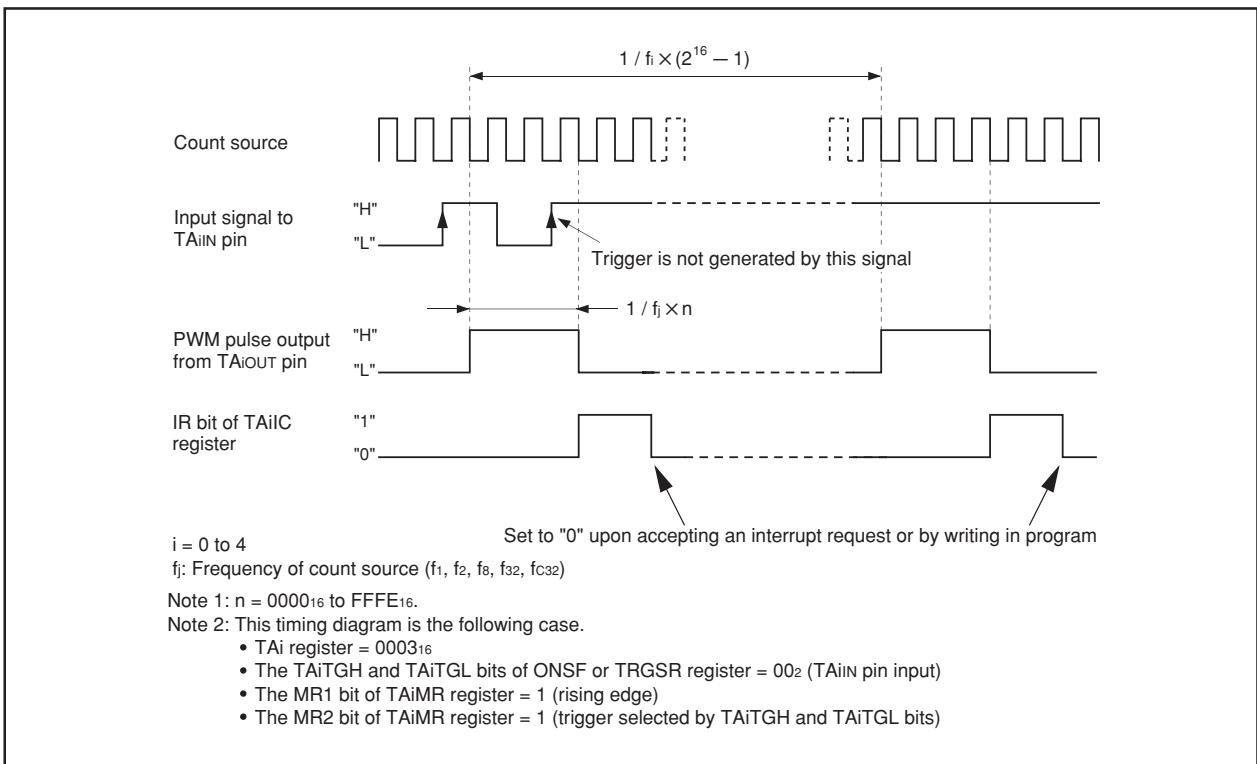 1 / fi × (2^16 — 1)
Count source
Input signal to
TAiIN pin
"H"
"L"
Trigger is not generated by this signal
1 / fj × n
PWM pulse output
from TAiOUT pin
"H"
"L"
IR bit of TAiIC
register
"1"
"0"
Set to "0" upon accepting an interrupt request or by writing in program
i = 0 to 4
fj: Frequency of count source (f1, f2, f8, f32, fC32)
Note 1: n = 000016 to FFFE16.
Note 2: This timing diagram is the following case.
• TAi register = 000316
• The TAiTGH and TAiTGL bits of ONSF or TRGSR register = 002 (TAiIN pin input)
• The MR1 bit of TAiMR register = 1 (rising edge)
• The MR2 bit of TAiMR register = 1 (trigger selected by TAiTGH and TAiTGL bits)